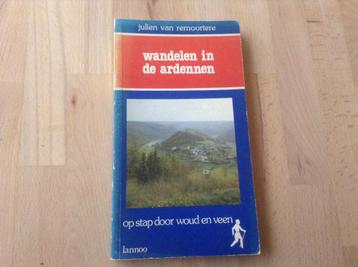 julien van remoortere
wandelen in
de ardennen
op stap door woud en veen
lannoo